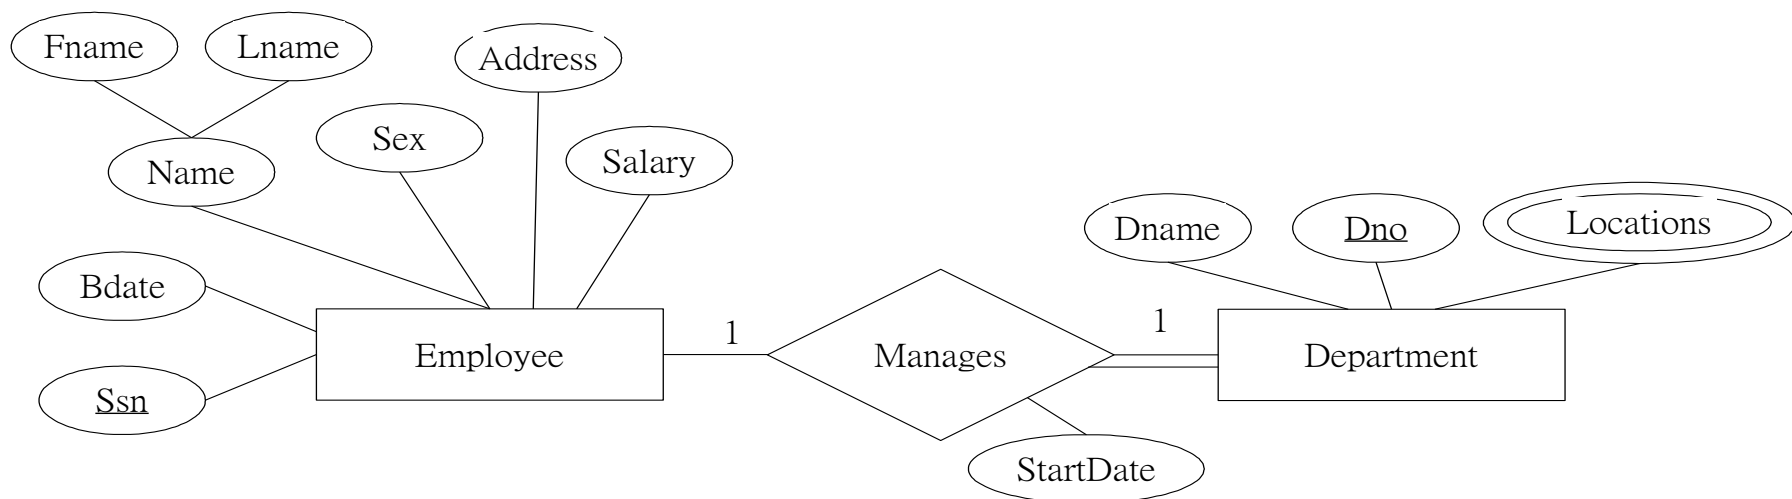 Fname
Lname
Address
Sex
Salary
Name
Dname
Dno
Locations
Bdate
1
1
Employee
Manages
Department
Ssn
StartDate